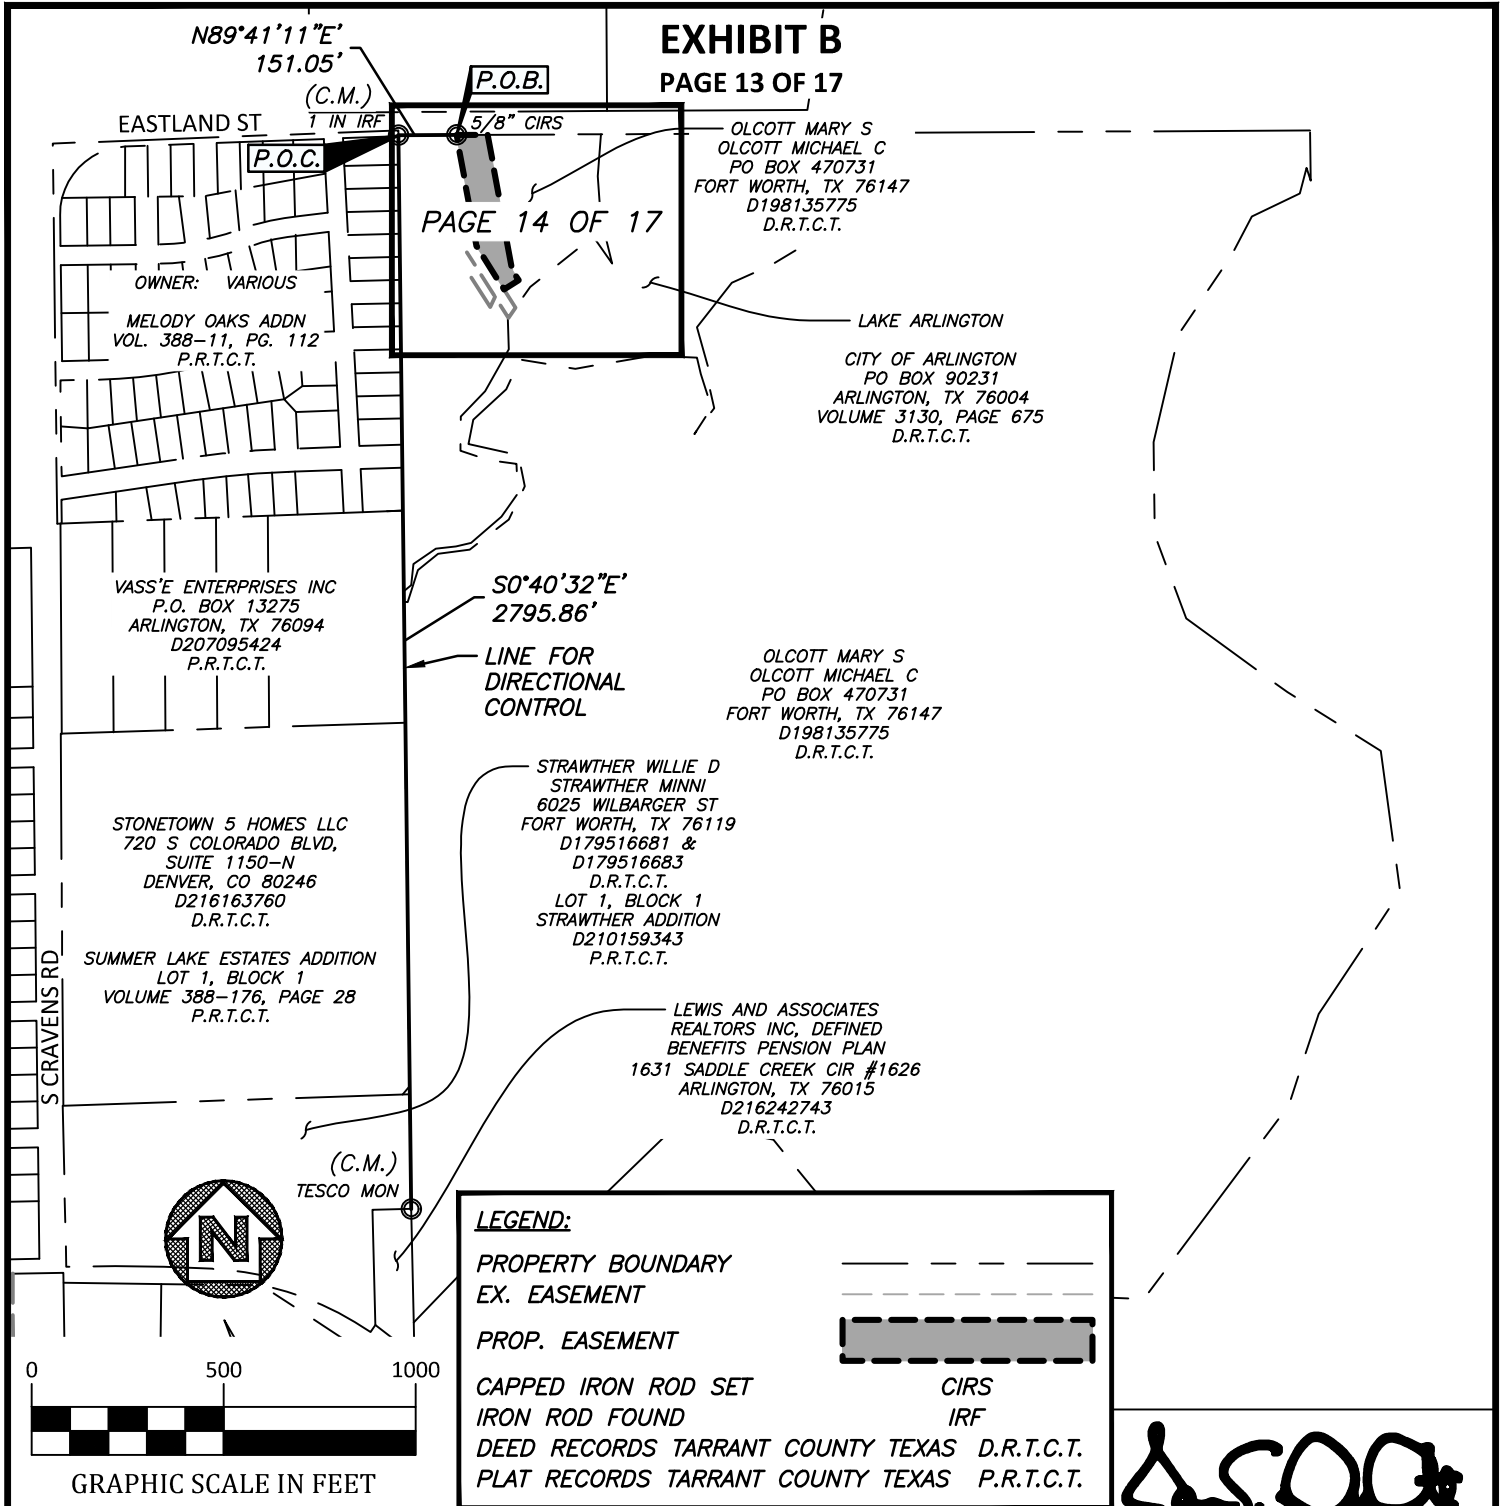 EXHIBIT B
PAGE 13 OF 17
N89°41'11"E'
151.05'
P.O.B.
(C.M.)
1 IN IRF
5/8" CIRS
EASTLAND ST
P.O.C.
OLCOTT MARY S
OLCOTT MICHAEL C
PO BOX 470731
FORT WORTH, TX 76147
D198135775
D.R.T.C.T.
PAGE 14 OF 17
OWNER: VARIOUS
MELODY OAKS ADDN
VOL. 388-11, PG. 112
P.R.T.C.T.
LAKE ARLINGTON
CITY OF ARLINGTON
PO BOX 90231
ARLINGTON, TX 76004
VOLUME 3130, PAGE 675
D.R.T.C.T.
VASS'E ENTERPRISES INC
P.O. BOX 13275
ARLINGTON, TX 76094
D207095424
P.R.T.C.T.
S0°40'32"E'
2795.86'
LINE FOR
DIRECTIONAL
CONTROL
OLCOTT MARY S
OLCOTT MICHAEL C
PO BOX 470731
FORT WORTH, TX 76147
D198135775
D.R.T.C.T.
STRAWTHER WILLIE D
STRAWTHER MINNI
6025 WILBARGER ST
FORT WORTH, TX 76119
D179516681 &
D179516683
D.R.T.C.T.
LOT 1, BLOCK 1
STRAWTHER ADDITION
D210159343
P.R.T.C.T.
STONETOWN 5 HOMES LLC
720 S COLORADO BLVD,
SUITE 1150-N
DENVER, CO 80246
D216163760
D.R.T.C.T.
SUMMER LAKE ESTATES ADDITION
LOT 1, BLOCK 1
VOLUME 388-176, PAGE 28
P.R.T.C.T.
S CRAVENS RD
LEWIS AND ASSOCIATES
REALTORS INC, DEFINED
BENEFITS PENSION PLAN
1631 SADDLE CREEK CIR #1626
ARLINGTON, TX 76015
D216242743
D.R.T.C.T.
(C.M.)
TESCO MON
N
LEGEND:
PROPERTY BOUNDARY
EX. EASEMENT
PROP. EASEMENT
CAPPED IRON ROD SET CIRS
IRON ROD FOUND IRF
DEED RECORDS TARRANT COUNTY TEXAS D.R.T.C.T.
PLAT RECORDS TARRANT COUNTY TEXAS P.R.T.C.T.
0 500 1000
GRAPHIC SCALE IN FEET